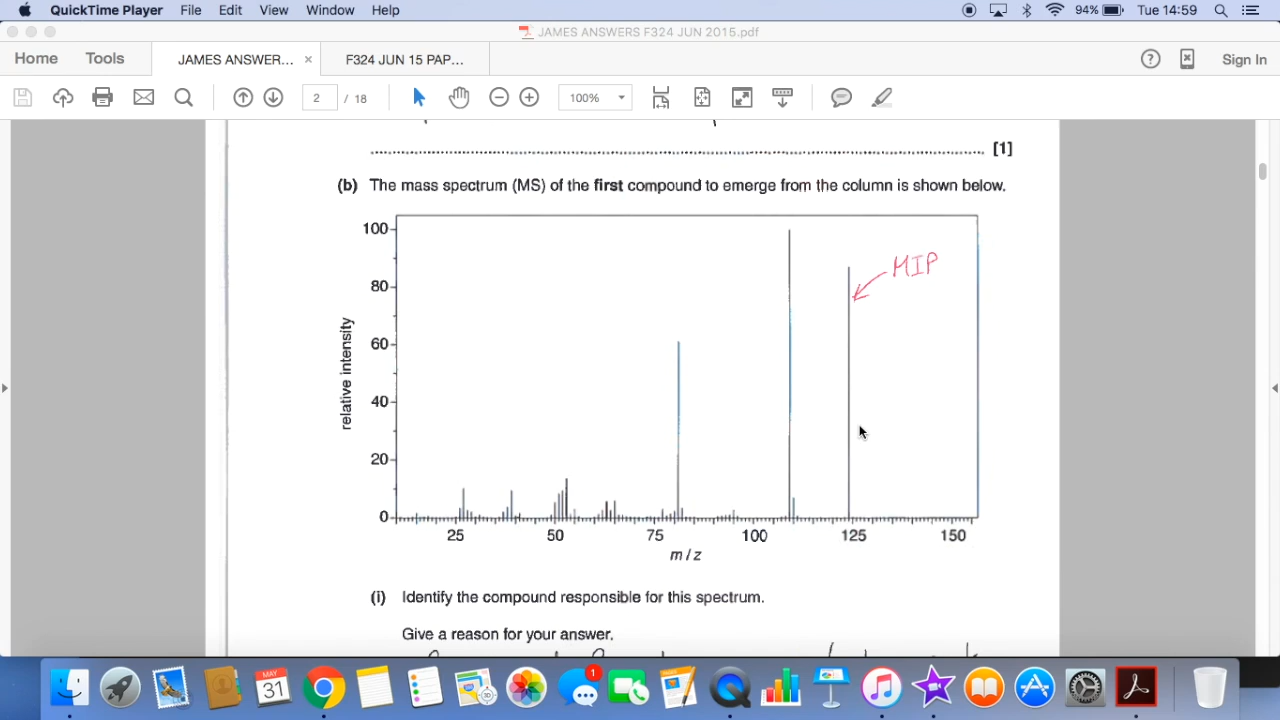 QuickTime Player File Edit View Window Help 94% Tue 14:59
JAMES ANSWERS F324 JUN 2015.pdf
Home Tools JAMES ANSWER... × F324 JUN 15 PAP... Sign In
2 / 18 100%
[1]
(b) The mass spectrum (MS) of the first compound to emerge from the column is shown below.
100
80
60
40
20
0
relative intensity
MIP
25 50 75 100 125 150
m / z
(i) Identify the compound responsible for this spectrum.
Give a reason for your answer.
MAY
31
1